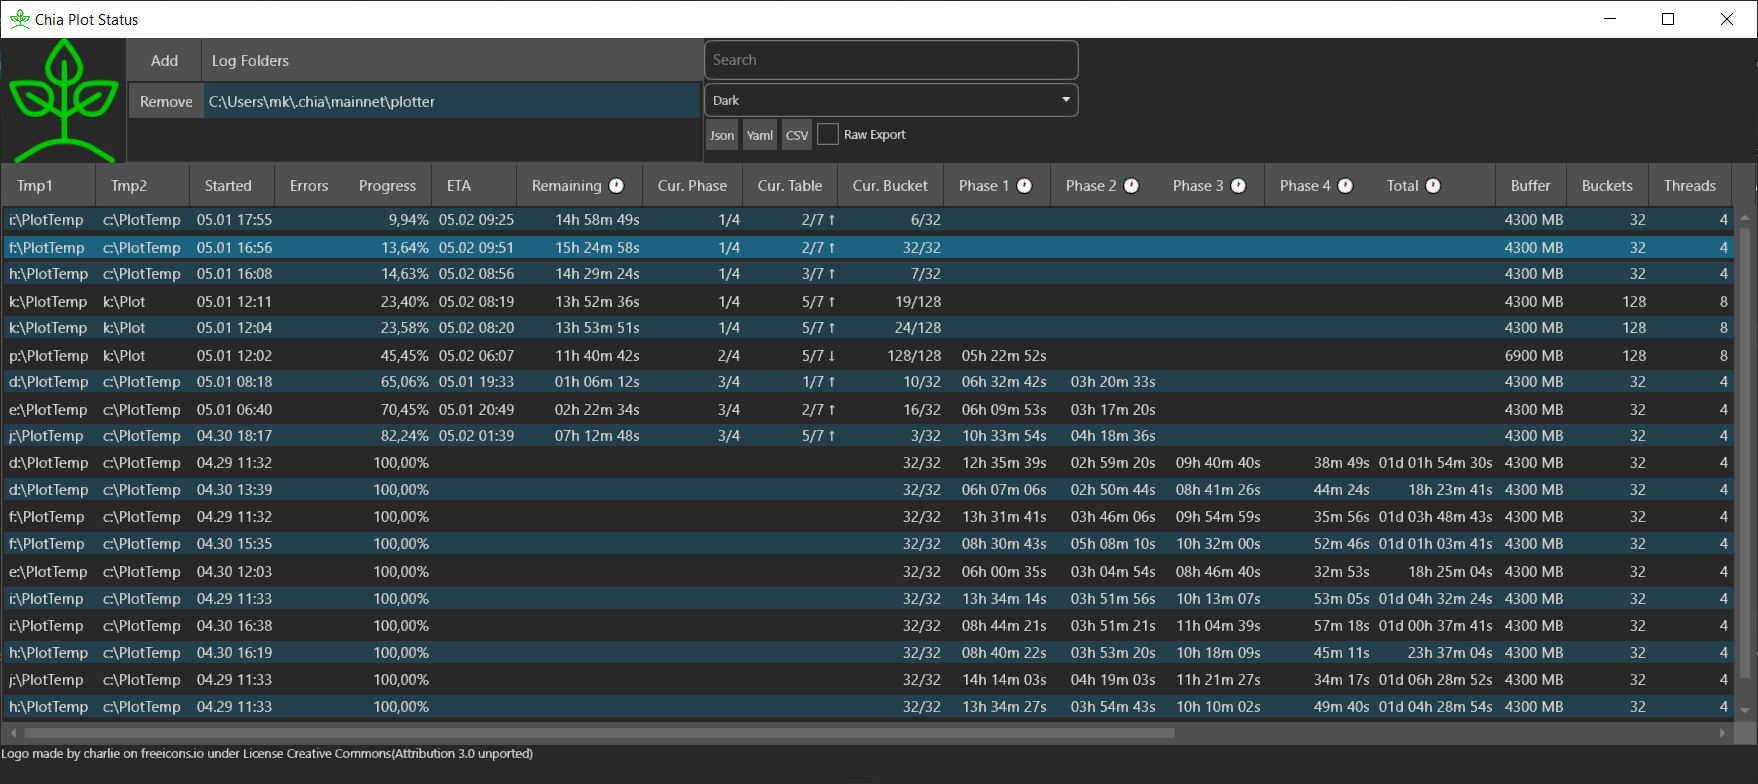 Chia Plot Status
Add Log Folders Search
Remove C:\Users\mk\.chia\mainnet\plotter Dark
Json Yaml CSV Raw Export
Tmp1 Tmp2 Started Errors Progress ETA Remaining Cur. Phase Cur. Table Cur. Bucket Phase 1 Phase 2 Phase 3 Phase 4 Total Buffer Buckets Threads
i:\PlotTemp c:\PlotTemp 05.01 17:55 9,94% 05.02 09:25 14h 58m 49s 1/4 2/7 ↑ 6/32 4300 MB 32 4
f:\PlotTemp c:\PlotTemp 05.01 16:56 13,64% 05.02 09:51 15h 24m 58s 1/4 2/7 ↑ 32/32 4300 MB 32 4
h:\PlotTemp c:\PlotTemp 05.01 16:08 14,63% 05.02 08:56 14h 29m 24s 1/4 3/7 ↑ 7/32 4300 MB 32 4
k:\PlotTemp k:\Plot 05.01 12:11 23,40% 05.02 08:19 13h 52m 36s 1/4 5/7 ↑ 19/128 4300 MB 128 8
k:\PlotTemp k:\Plot 05.01 12:04 23,58% 05.02 08:20 13h 53m 51s 1/4 5/7 ↑ 24/128 4300 MB 128 8
p:\PlotTemp k:\Plot 05.01 12:02 45,45% 05.02 06:07 11h 40m 42s 2/4 5/7 ↓ 128/128 05h 22m 52s 6900 MB 128 8
d:\PlotTemp c:\PlotTemp 05.01 08:18 65,06% 05.01 19:33 01h 06m 12s 3/4 1/7 ↑ 10/32 06h 32m 42s 03h 20m 33s 4300 MB 32 4
e:\PlotTemp c:\PlotTemp 05.01 06:40 70,45% 05.01 20:49 02h 22m 34s 3/4 2/7 ↑ 16/32 06h 09m 53s 03h 17m 20s 4300 MB 32 4
j:\PlotTemp c:\PlotTemp 04.30 18:17 82,24% 05.02 01:39 07h 12m 48s 3/4 5/7 ↑ 3/32 10h 33m 54s 04h 18m 36s 4300 MB 32 4
d:\PlotTemp c:\PlotTemp 04.29 11:32 100,00% 32/32 12h 35m 39s 02h 59m 20s 09h 40m 40s 38m 49s 01d 01h 54m 30s 4300 MB 32 4
d:\PlotTemp c:\PlotTemp 04.30 13:39 100,00% 32/32 06h 07m 06s 02h 50m 44s 08h 41m 26s 44m 24s 18h 23m 41s 4300 MB 32 4
f:\PlotTemp c:\PlotTemp 04.29 11:32 100,00% 32/32 13h 31m 41s 03h 46m 06s 09h 54m 59s 35m 56s 01d 03h 48m 43s 4300 MB 32 4
f:\PlotTemp c:\PlotTemp 04.30 15:35 100,00% 32/32 08h 30m 43s 05h 08m 10s 10h 32m 00s 52m 46s 01d 01h 03m 41s 4300 MB 32 4
e:\PlotTemp c:\PlotTemp 04.30 12:03 100,00% 32/32 06h 00m 35s 03h 04m 54s 08h 46m 40s 32m 53s 18h 25m 04s 4300 MB 32 4
i:\PlotTemp c:\PlotTemp 04.29 11:33 100,00% 32/32 13h 34m 14s 03h 51m 56s 10h 13m 07s 53m 05s 01d 04h 32m 24s 4300 MB 32 4
i:\PlotTemp c:\PlotTemp 04.30 16:38 100,00% 32/32 08h 44m 21s 03h 51m 21s 11h 04m 39s 57m 18s 01d 00h 37m 41s 4300 MB 32 4
h:\PlotTemp c:\PlotTemp 04.30 16:19 100,00% 32/32 08h 40m 22s 03h 53m 20s 10h 18m 09s 45m 11s 23h 37m 04s 4300 MB 32 4
j:\PlotTemp c:\PlotTemp 04.29 11:33 100,00% 32/32 14h 14m 03s 04h 19m 03s 11h 21m 27s 34m 17s 01d 06h 28m 52s 4300 MB 32 4
h:\PlotTemp c:\PlotTemp 04.29 11:33 100,00% 32/32 13h 34m 27s 03h 54m 43s 10h 10m 02s 49m 40s 01d 04h 28m 54s 4300 MB 32 4
Logo made by charlie on freeicons.io under License Creative Commons(Attribution 3.0 unported)